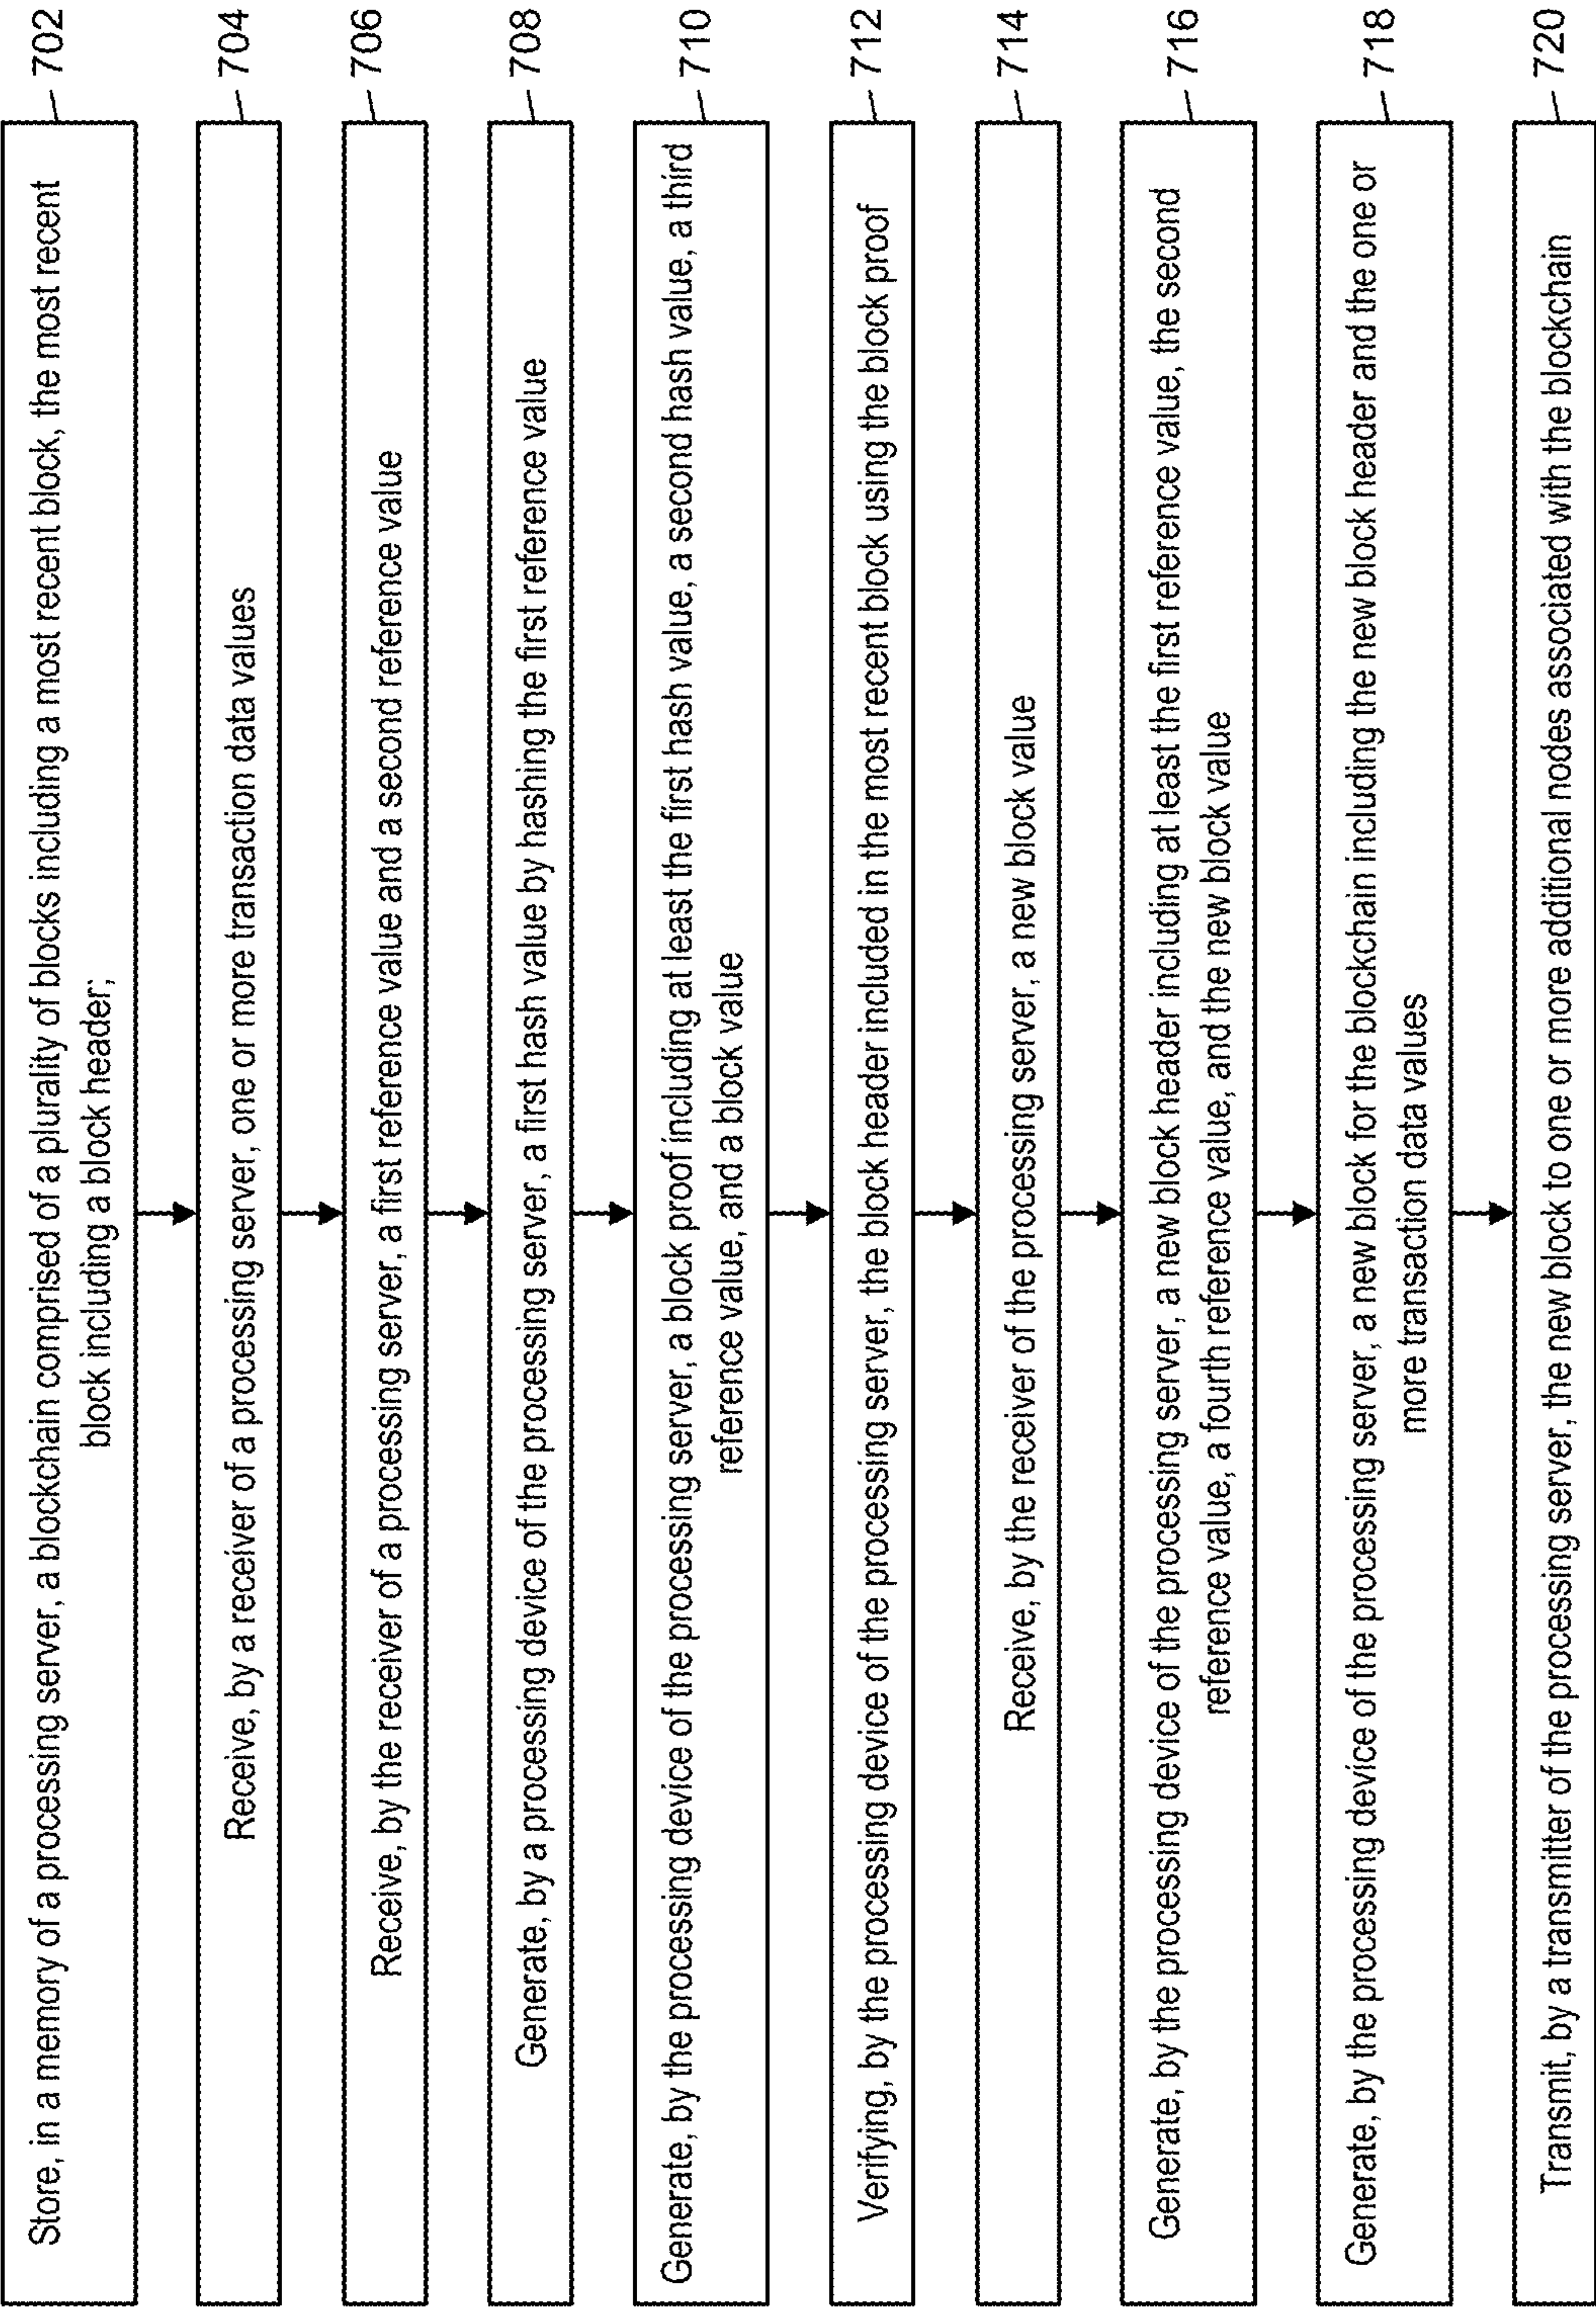 Store, in a memory of a processing server, a blockchain comprised of a plurality of blocks including a most recent block, the most recent
block including a block header;
702
Receive, by a receiver of a processing server, one or more transaction data values
704
Receive, by the receiver of a processing server, a first reference value and a second reference value
706
Generate, by a processing device of the processing server, a first hash value by hashing the first reference value
708
Generate, by the processing device of the processing server, a block proof including at least the first hash value, a second hash value, a third
reference value, and a block value
710
Verifying, by the processing device of the processing server, the block header included in the most recent block using the block proof
712
Receive, by the receiver of the processing server, a new block value
714
Generate, by the processing device of the processing server, a new block header including at least the first reference value, the second
reference value, a fourth reference value, and the new block value
716
Generate, by the processing device of the processing server, a new block for the blockchain including the new block header and the one or
more transaction data values
718
Transmit, by a transmitter of the processing server, the new block to one or more additional nodes associated with the blockchain
720